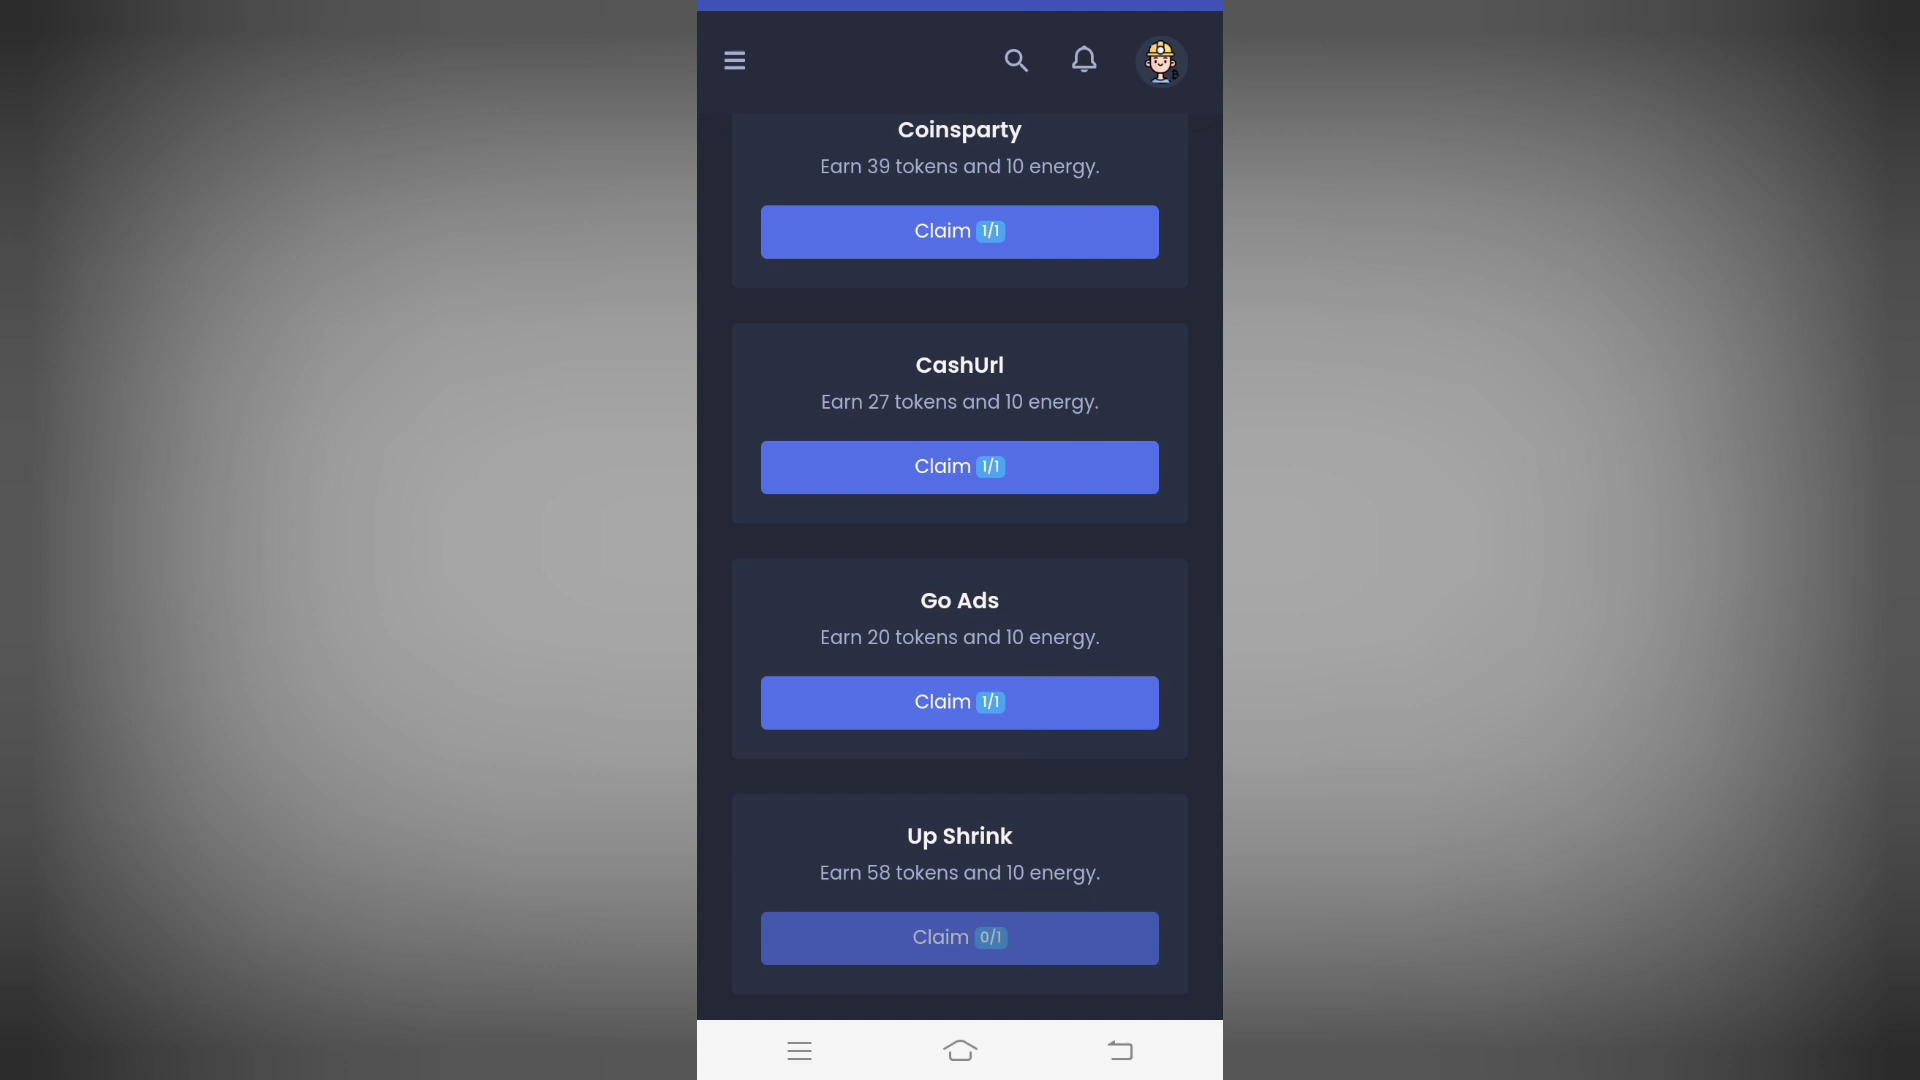 Coinsparty
Earn 39 tokens and 10 energy.
Claim 1/1
CashUrl
Earn 27 tokens and 10 energy.
Claim 1/1
Go Ads
Earn 20 tokens and 10 energy.
Claim 1/1
Up Shrink
Earn 58 tokens and 10 energy.
Claim 0/1